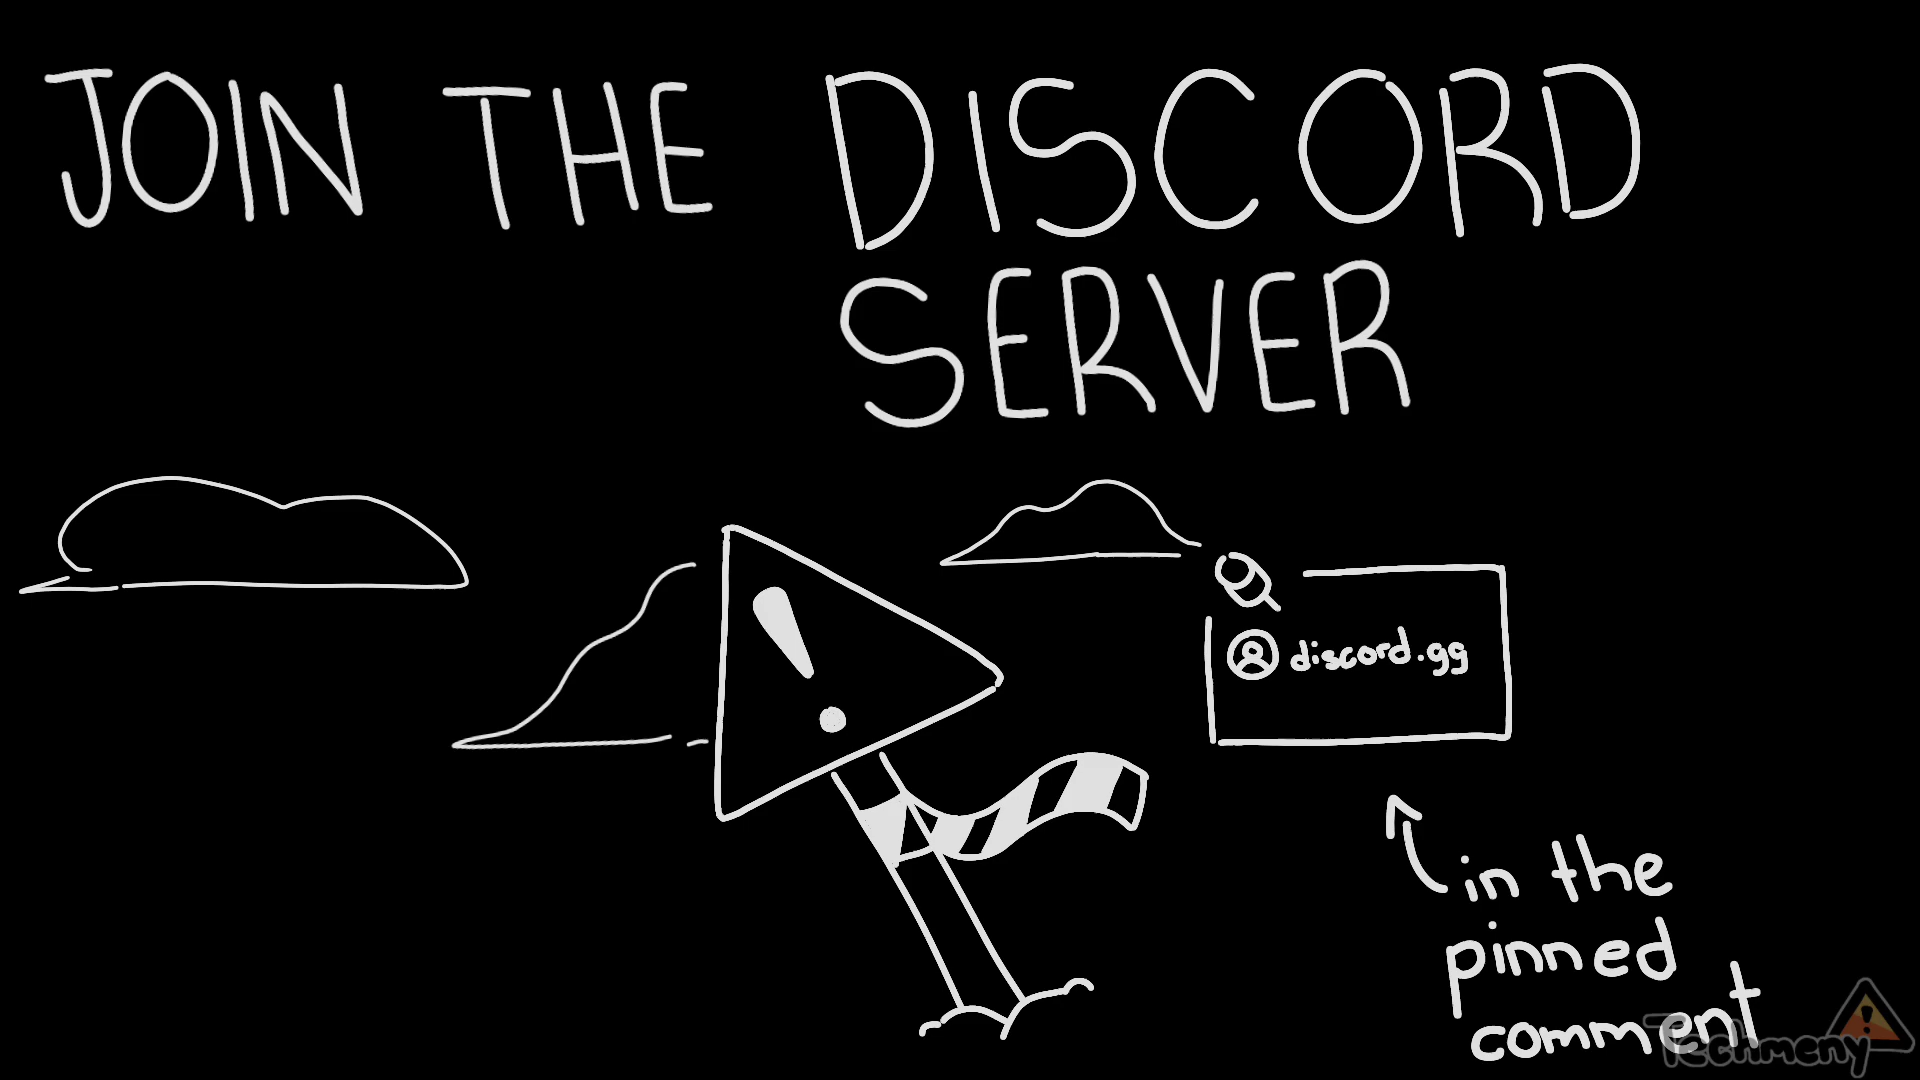 JOIN THE DISCORD
SERVER
!
discord.gg
in the
pinned
comment
Techmeny